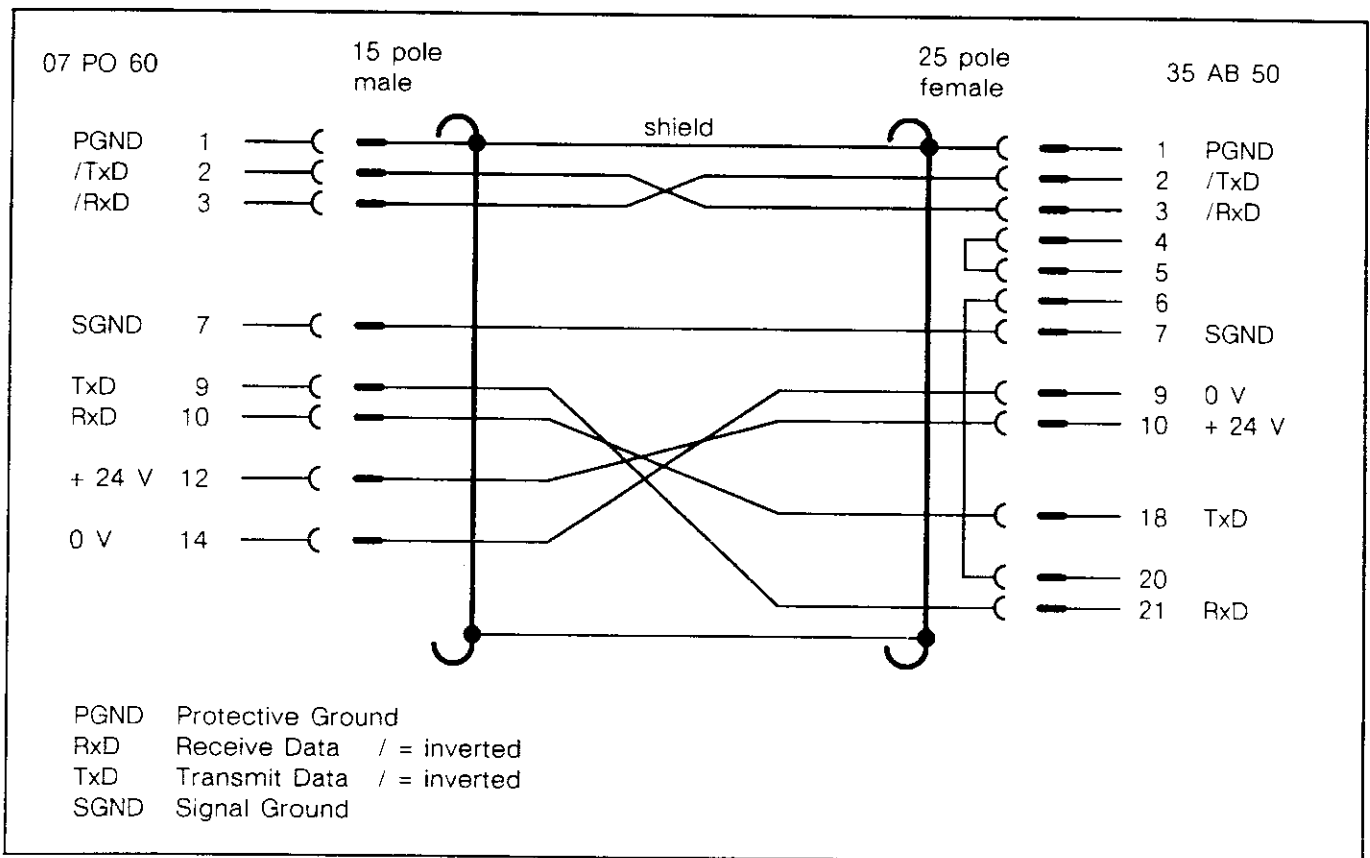 07 PO 60
15 pole
male
25 pole
female
35 AB 50
shield
PGND 1
/TxD 2
/RxD 3
SGND 7
TxD 9
RxD 10
+ 24 V 12
0 V 14
1 PGND
2 /TxD
3 /RxD
4
5
6
7 SGND
9 0 V
10 + 24 V
18 TxD
20
21 RxD
PGND Protective Ground
RxD Receive Data / = inverted
TxD Transmit Data / = inverted
SGND Signal Ground